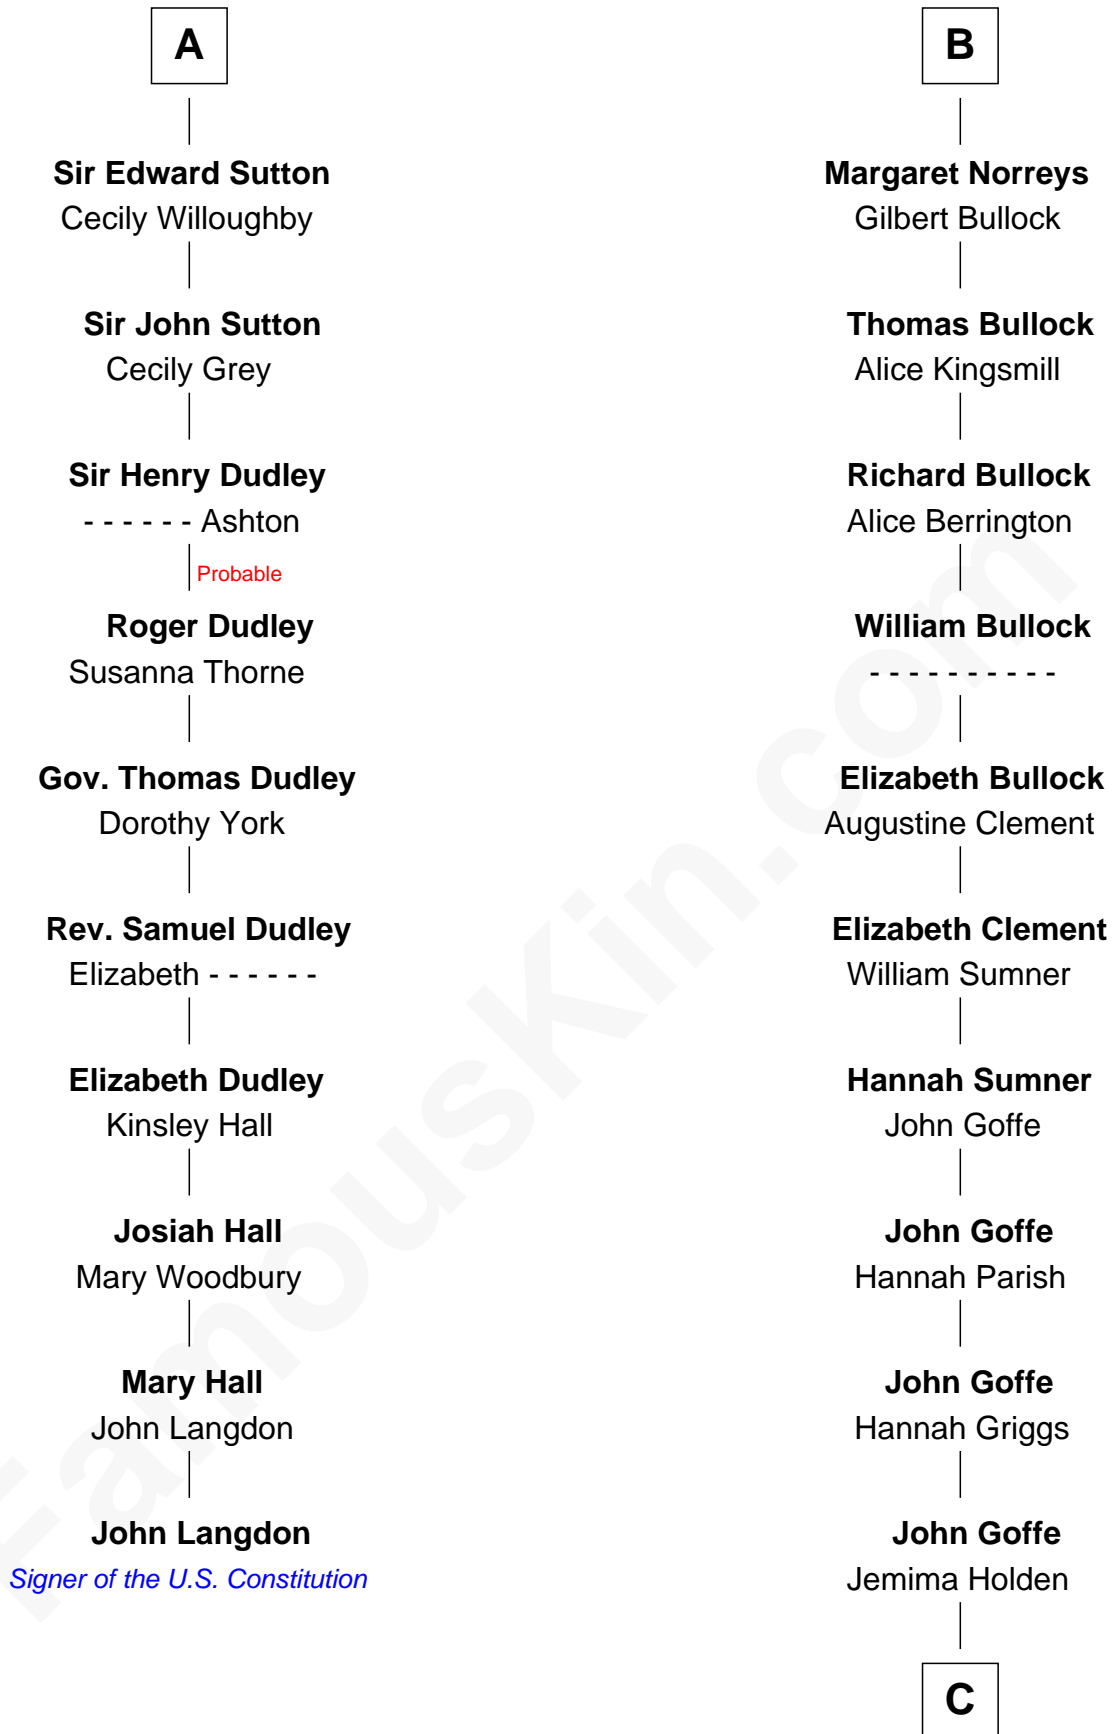 A
Sir Edward Sutton
Cecily Willoughby
Sir John Sutton
Cecily Grey
Sir Henry Dudley
- - - - - - Ashton
Probable
Roger Dudley
Susanna Thorne
Gov. Thomas Dudley
Dorothy York
Rev. Samuel Dudley
Elizabeth - - - - - -
Elizabeth Dudley
Kinsley Hall
Josiah Hall
Mary Woodbury
Mary Hall
John Langdon
John Langdon
Signer of the U.S. Constitution
B
Margaret Norreys
Gilbert Bullock
Thomas Bullock
Alice Kingsmill
Richard Bullock
Alice Berrington
William Bullock
- - - - - - - - - -
Elizabeth Bullock
Augustine Clement
Elizabeth Clement
William Sumner
Hannah Sumner
John Goffe
John Goffe
Hannah Parish
John Goffe
Hannah Griggs
John Goffe
Jemima Holden
C
FamousKin.com